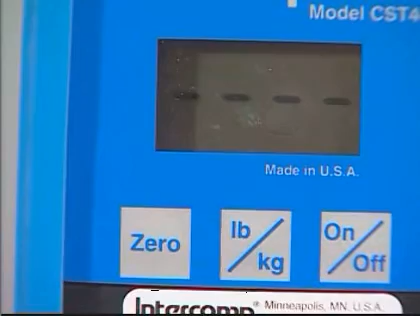 Model CST4
- - - -
Made in U.S.A.
Zero
lb/kg
On/Off
Intercomp® Minneapolis, MN. U.S.A.